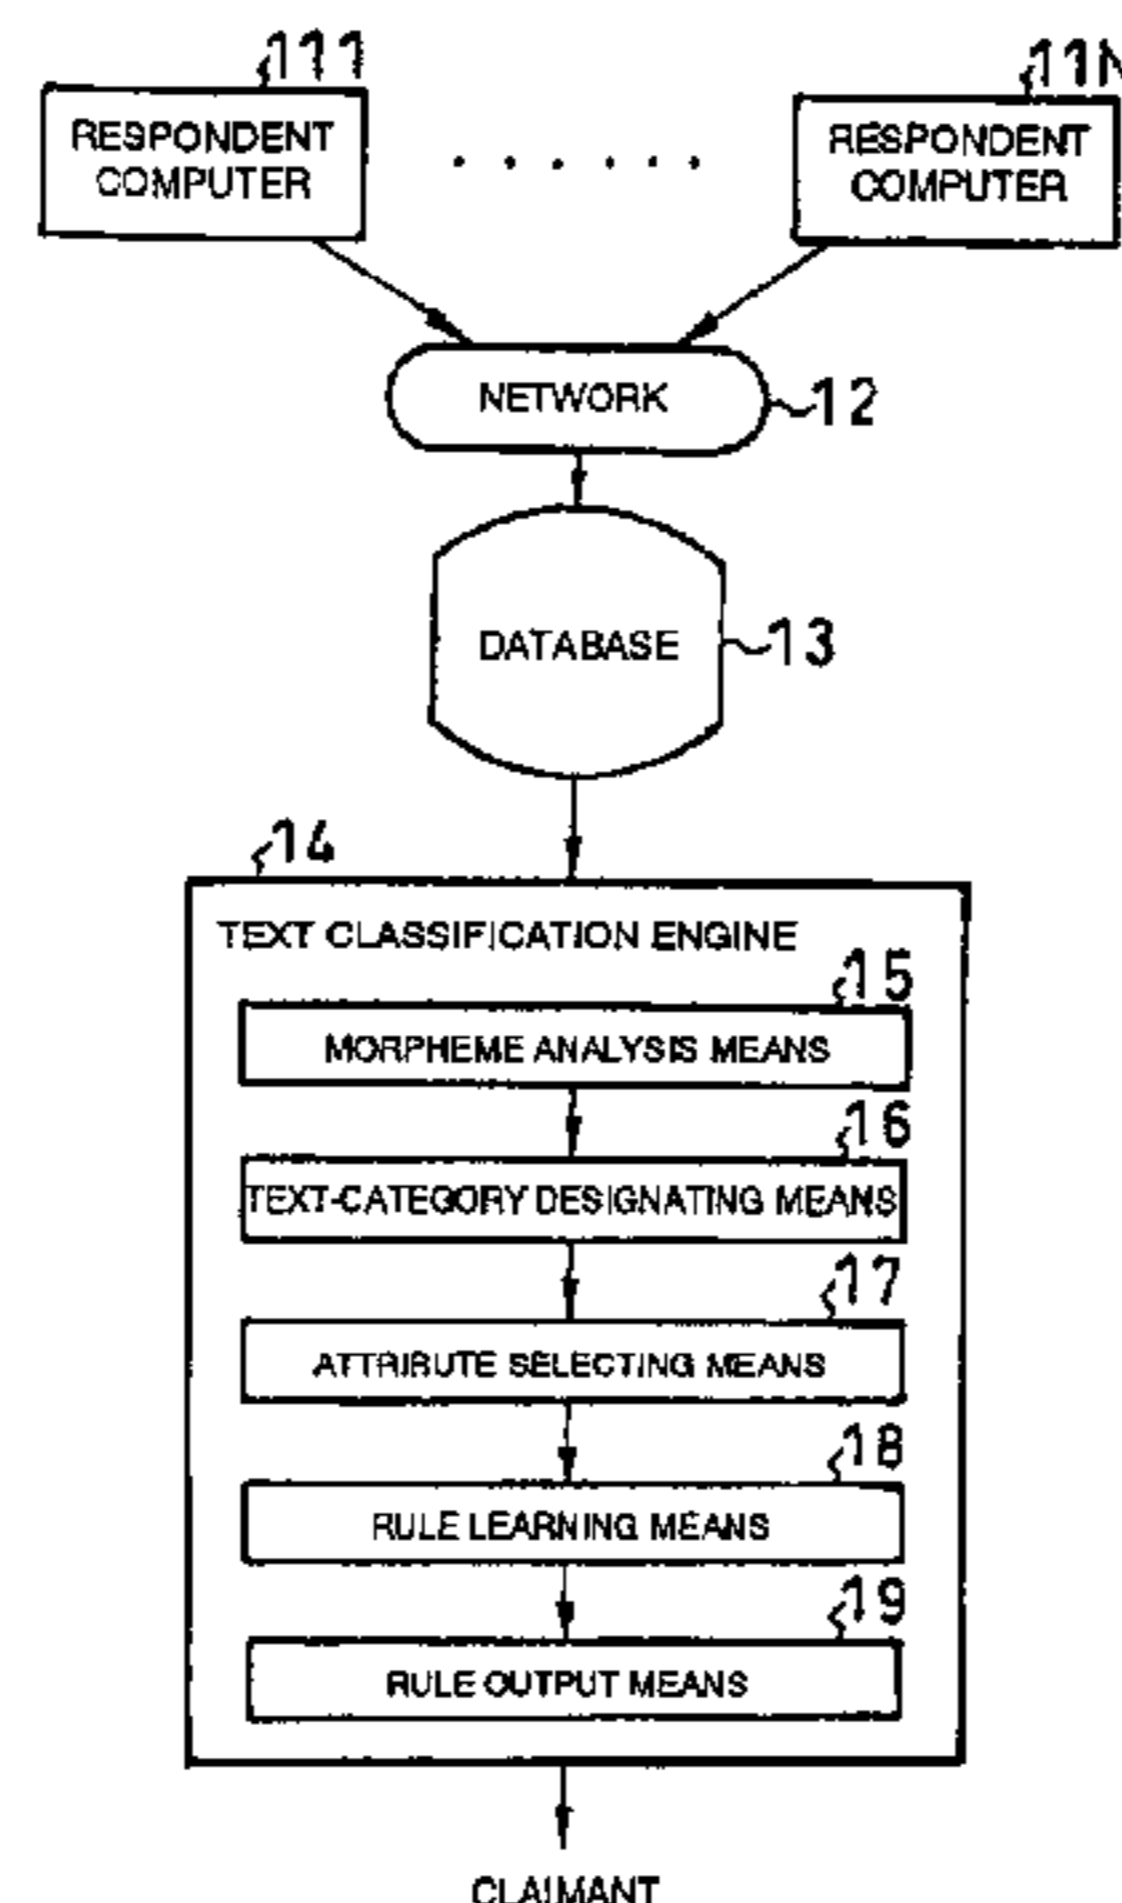 111
11N
RESPONDENT
COMPUTER
RESPONDENT
COMPUTER
NETWORK
12
DATABASE
13
14
TEXT CLASSIFICATION ENGINE
15
MORPHEME ANALYSIS MEANS
16
TEXT-CATEGORY DESIGNATING MEANS
17
ATTRIBUTE SELECTING MEANS
18
RULE LEARNING MEANS
19
RULE OUTPUT MEANS
CLAIMANT